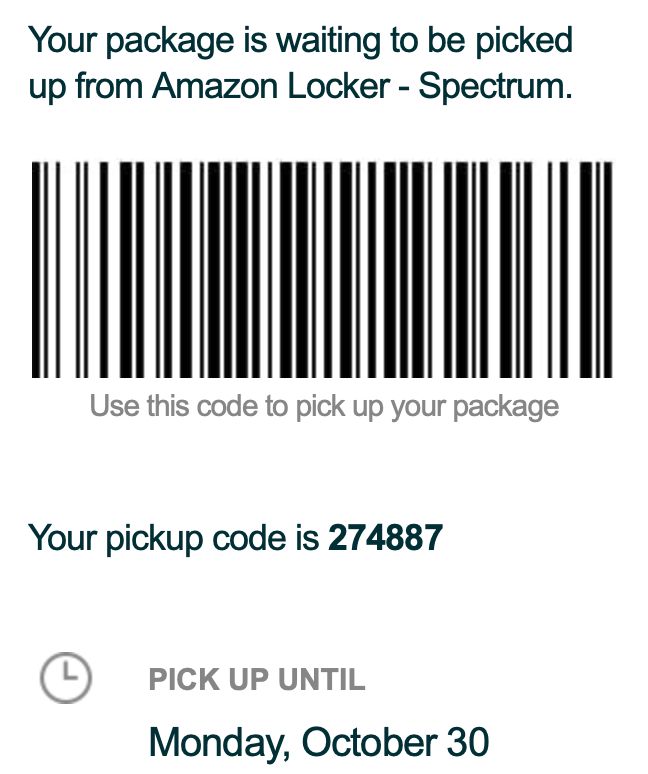 Your package is waiting to be picked
up from Amazon Locker - Spectrum.
Use this code to pick up your package
Your pickup code is 274887
PICK UP UNTIL
Monday, October 30